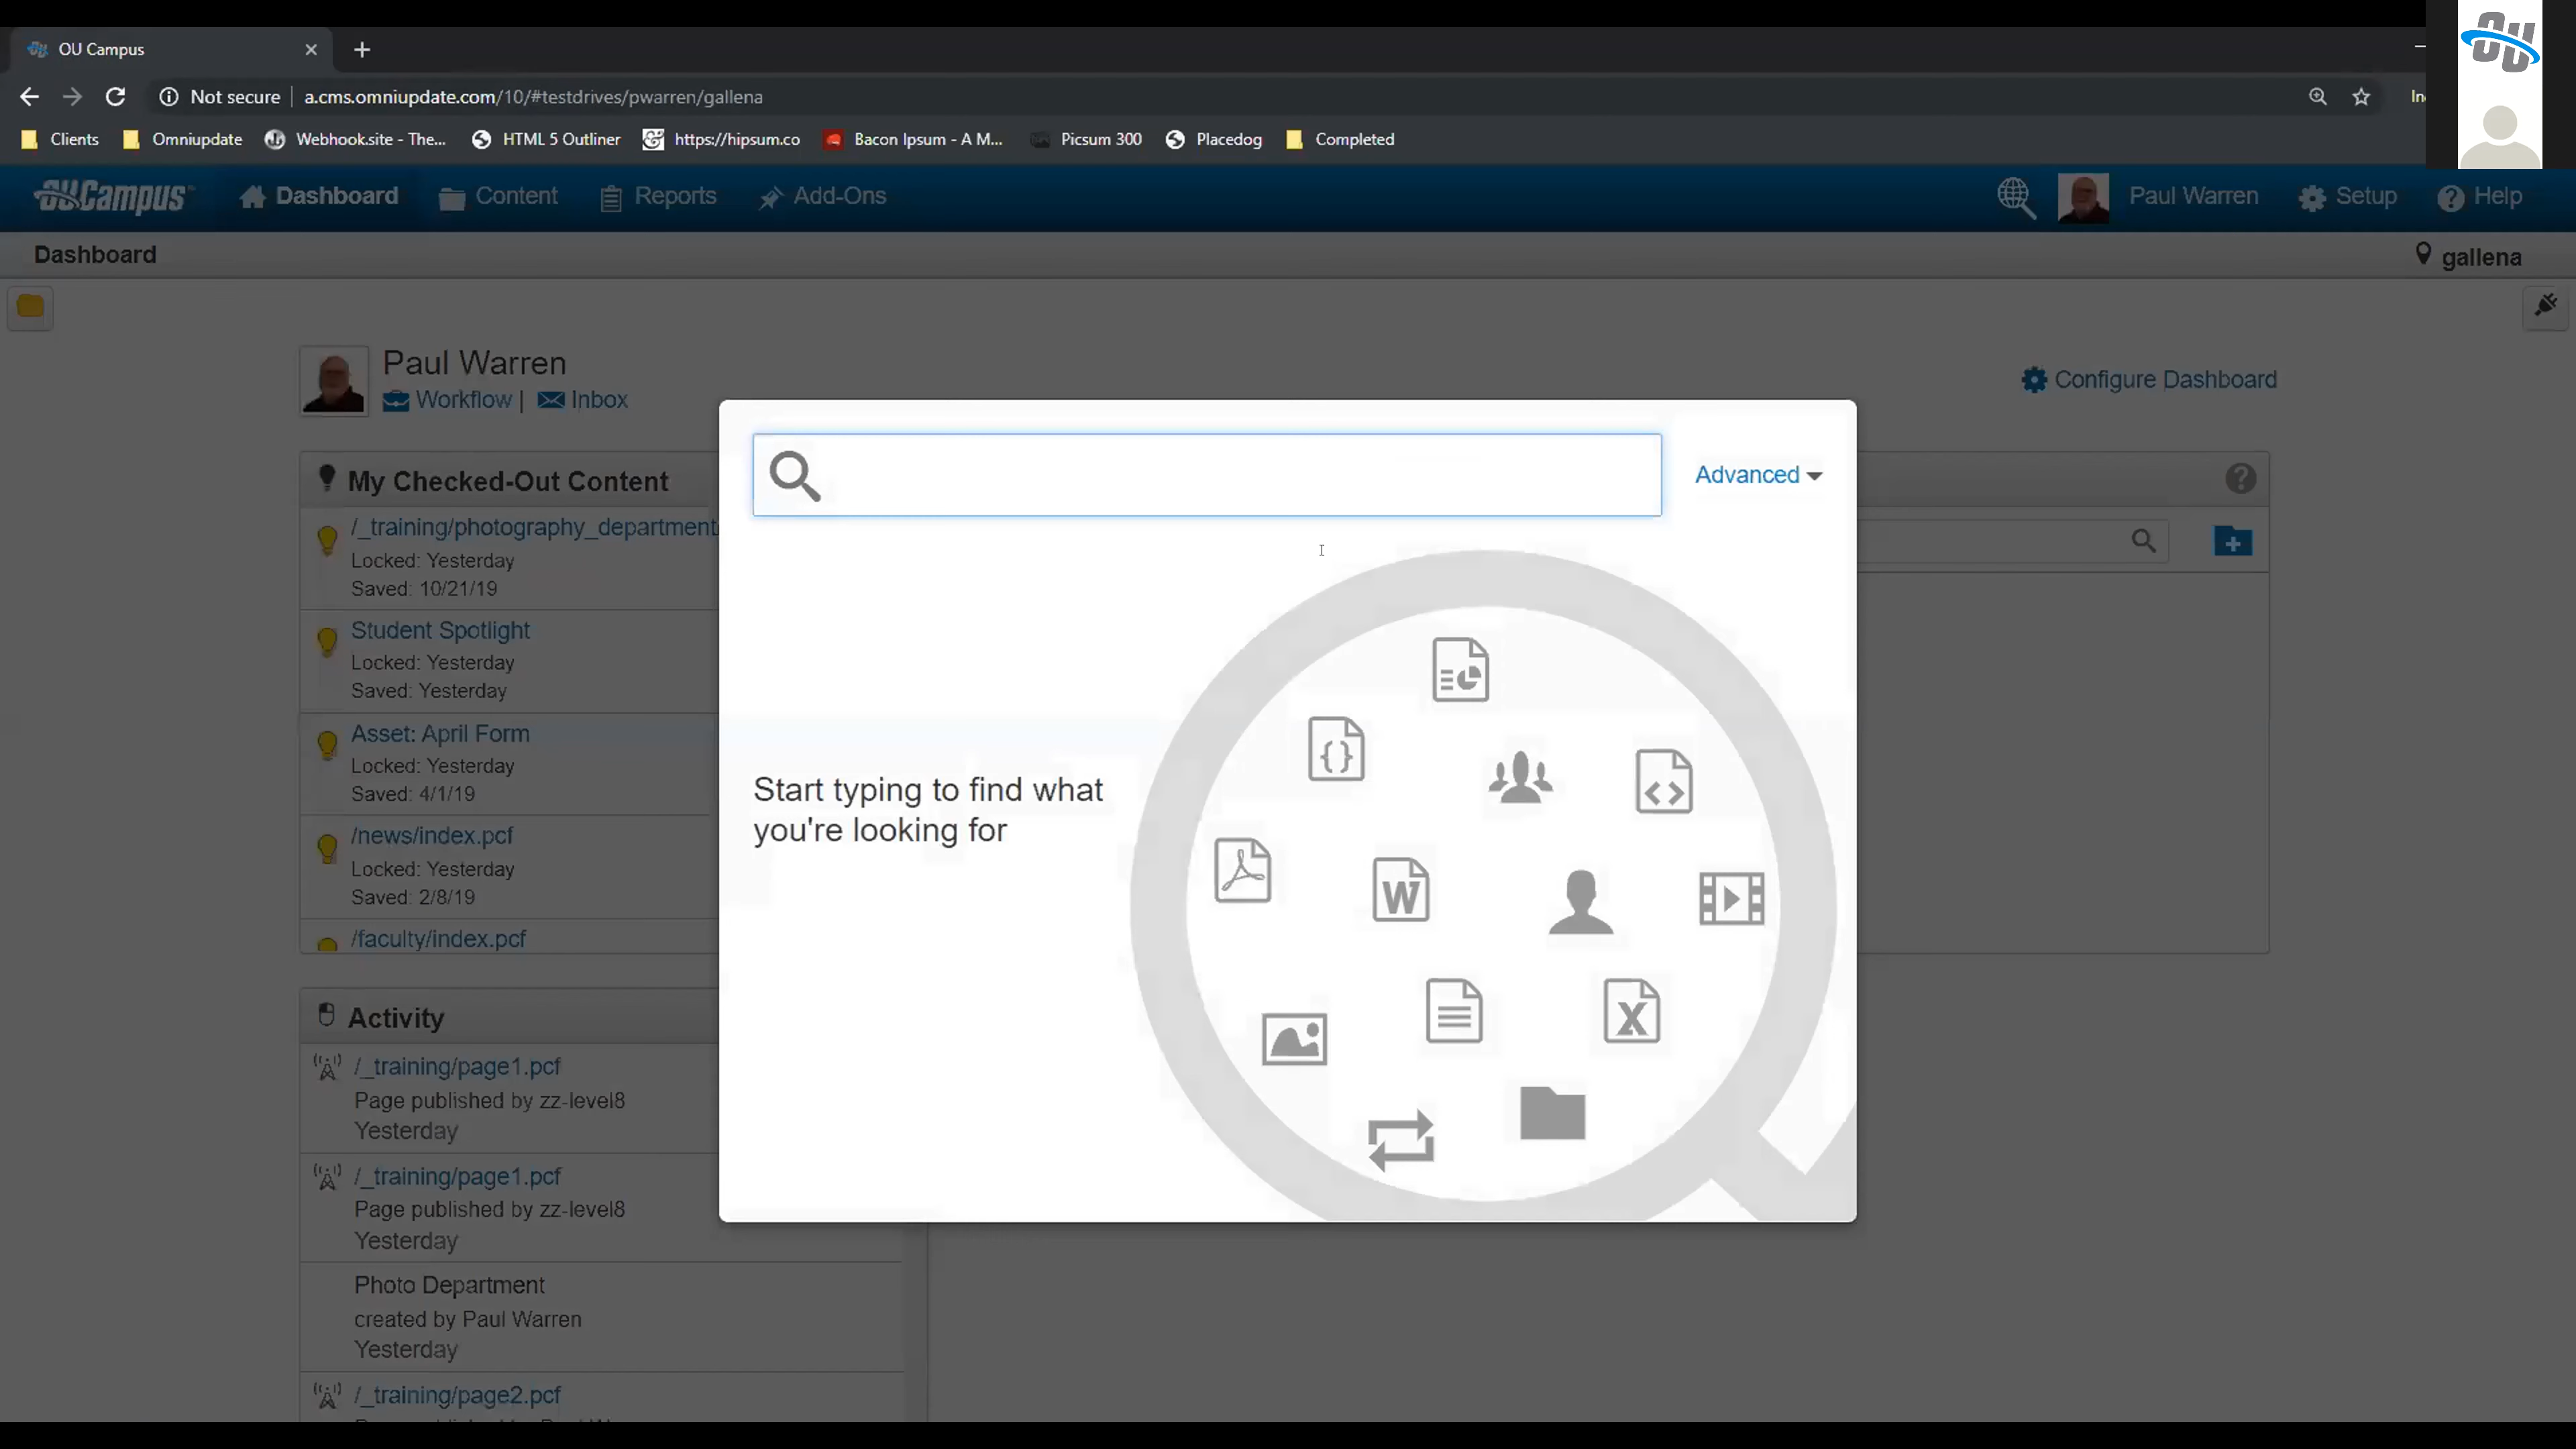 OU Campus
Not secure
a.cms.omniupdate.com/10/#testdrives/pwarren/gallena
Clients
Omniupdate
Webhook.site - The...
HTML 5 Outliner
https://hipsum.co
Bacon Ipsum - A M...
Picsum 300
Placedog
Completed
OU
OUCampus
Dashboard
Content
Reports
Add-Ons
Paul Warren
Setup
Help
Dashboard
gallena
Paul Warren
Workflow |
Inbox
Configure Dashboard
My Checked-Out Content
/_training/photography_department
Locked: Yesterday
Saved: 10/21/19
Student Spotlight
Locked: Yesterday
Saved: Yesterday
Asset: April Form
Locked: Yesterday
Saved: 4/1/19
/news/index.pcf
Locked: Yesterday
Saved: 2/8/19
/faculty/index.pcf
Activity
/_training/page1.pcf
Page published by zz-level8
Yesterday
/_training/page1.pcf
Page published by zz-level8
Yesterday
Photo Department
created by Paul Warren
Yesterday
/_training/page2.pcf
Advanced
Start typing to find what
you're looking for
W
X